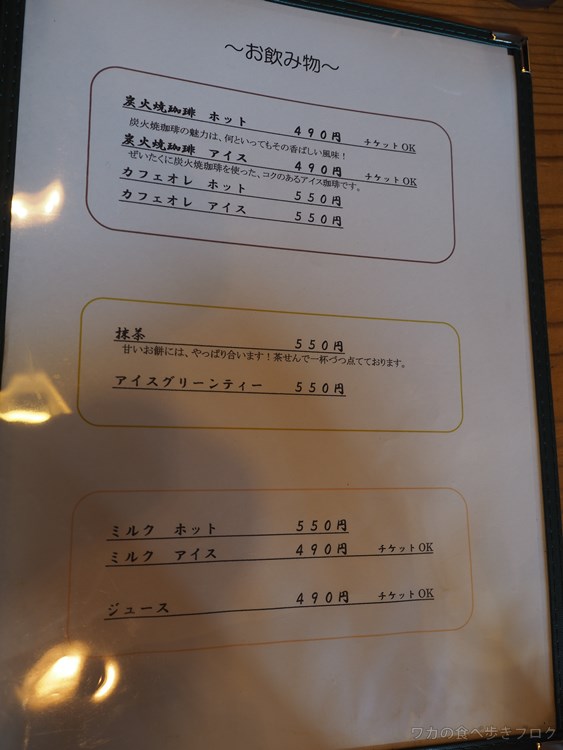 ～お飲み物～
炭火焼珈琲　ホット　490円　チケットOK
炭火焼珈琲の魅力は、何といってもその香ばしい風味！
炭火焼珈琲　アイス　490円　チケットOK
ぜいたくに炭火焼珈琲を使った、コクのあるアイス珈琲です。
カフェオレ　ホット　550円
カフェオレ　アイス　550円
抹茶　550円
甘いお餅には、やっぱり合います！茶せんで一杯づつ点てております。
アイスグリーンティー　550円
ミルク　ホット　550円
ミルク　アイス　490円　チケットOK
ジュース　490円　チケットOK
ワカの食べ歩きブログ